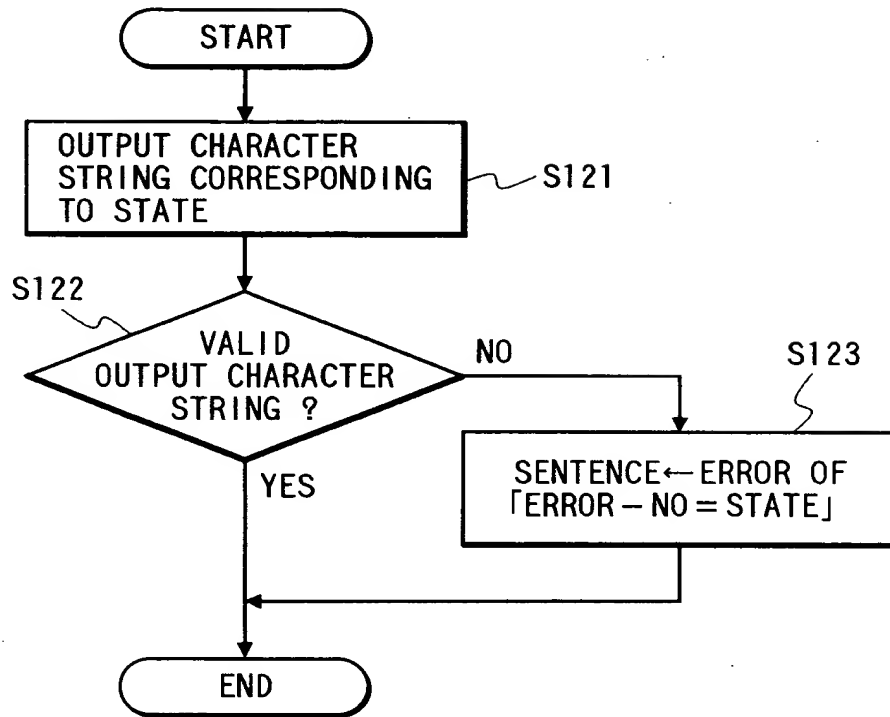 START
OUTPUT CHARACTER
STRING CORRESPONDING
TO STATE
S121
S122
VALID
OUTPUT CHARACTER
STRING ?
NO
YES
S123
SENTENCE←ERROR OF
「ERROR-NO=STATE」
END